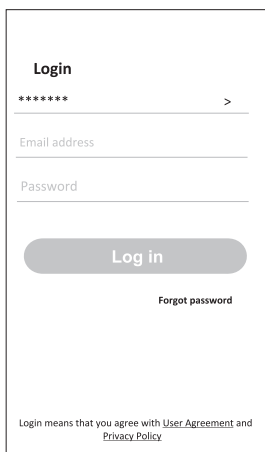 Login
******* >
Email address
Password
Log in
Forgot password
Login means that you agree with User Agreement and
Privacy Policy